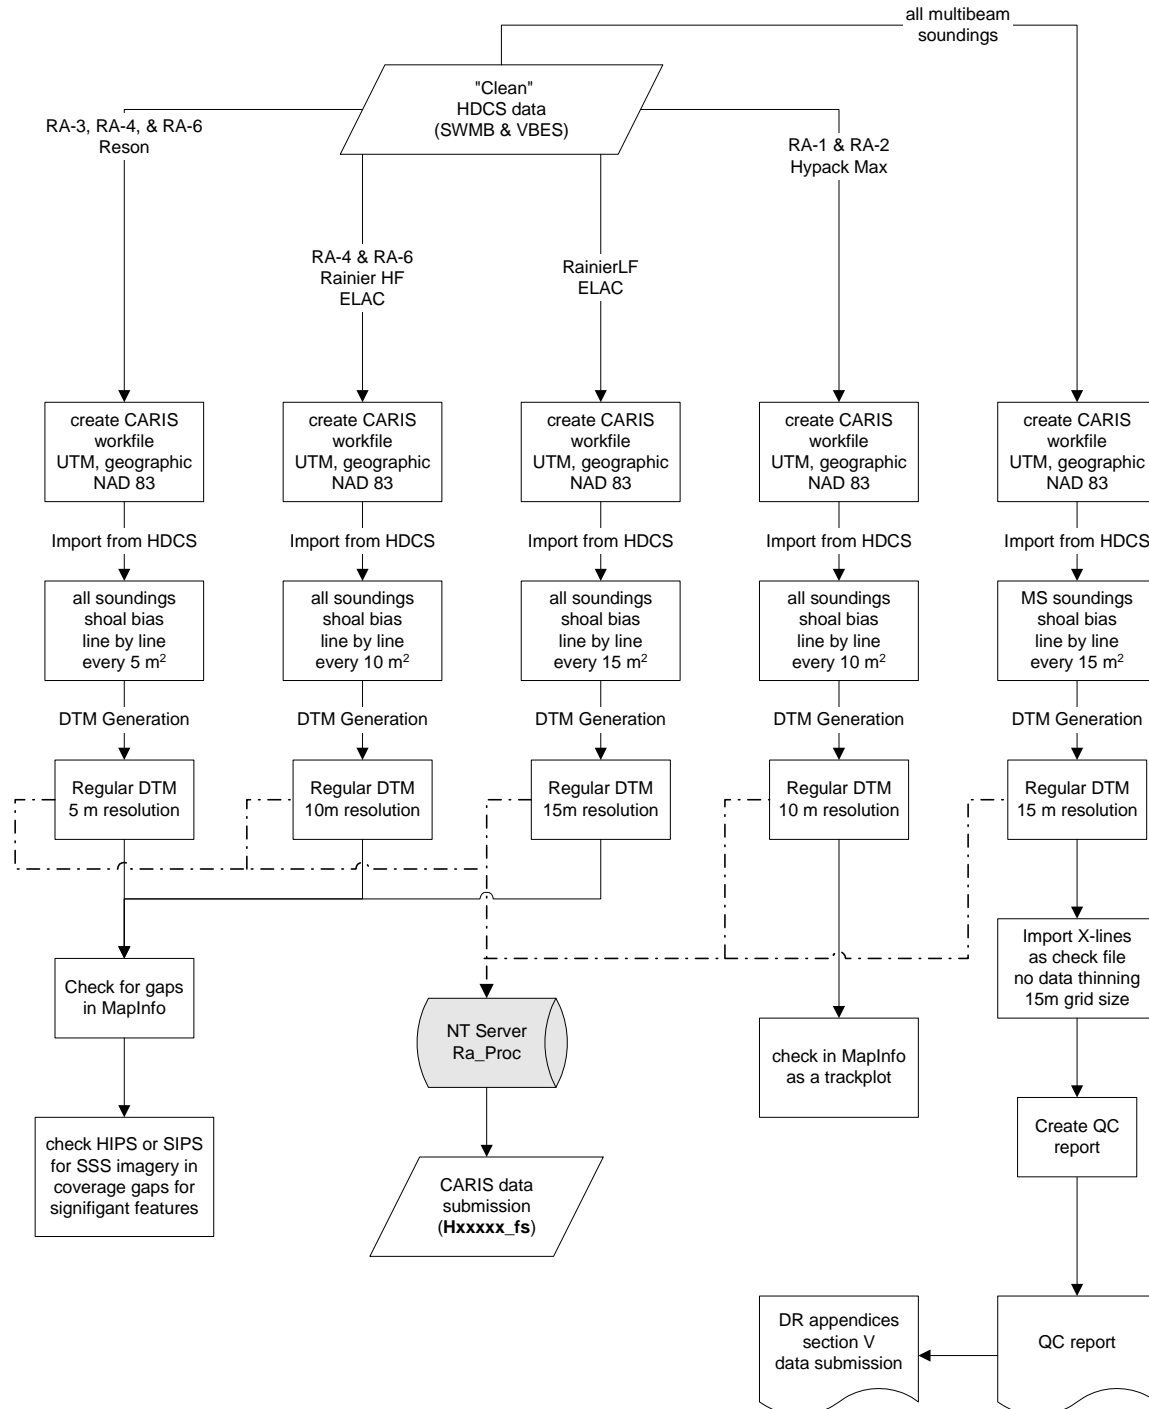 all multibeam
soundings
"Clean"
HDCS data
(SWMB & VBES)
RA-3, RA-4, & RA-6
Reson
RA-1 & RA-2
Hypack Max
RA-4 & RA-6
Rainier HF
ELAC
RainierLF
ELAC
create CARIS
workfile
UTM, geographic
NAD 83
create CARIS
workfile
UTM, geographic
NAD 83
create CARIS
workfile
UTM, geographic
NAD 83
create CARIS
workfile
UTM, geographic
NAD 83
create CARIS
workfile
UTM, geographic
NAD 83
Import from HDCS
Import from HDCS
Import from HDCS
Import from HDCS
Import from HDCS
all soundings
shoal bias
line by line
every 5 m²
all soundings
shoal bias
line by line
every 10 m²
all soundings
shoal bias
line by line
every 15 m²
all soundings
shoal bias
line by line
every 10 m²
MS soundings
shoal bias
line by line
every 15 m²
DTM Generation
DTM Generation
DTM Generation
DTM Generation
DTM Generation
Regular DTM
5 m resolution
Regular DTM
10m resolution
Regular DTM
15m resolution
Regular DTM
10 m resolution
Regular DTM
15 m resolution
Check for gaps
in MapInfo
NT Server
Ra_Proc
check in MapInfo
as a trackplot
Import X-lines
as check file
no data thinning
15m grid size
check HIPS or SIPS
for SSS imagery in
coverage gaps for
signifigant features
CARIS data
submission
(Hxxxxx_fs)
Create QC
report
DR appendices
section V
data submission
QC report